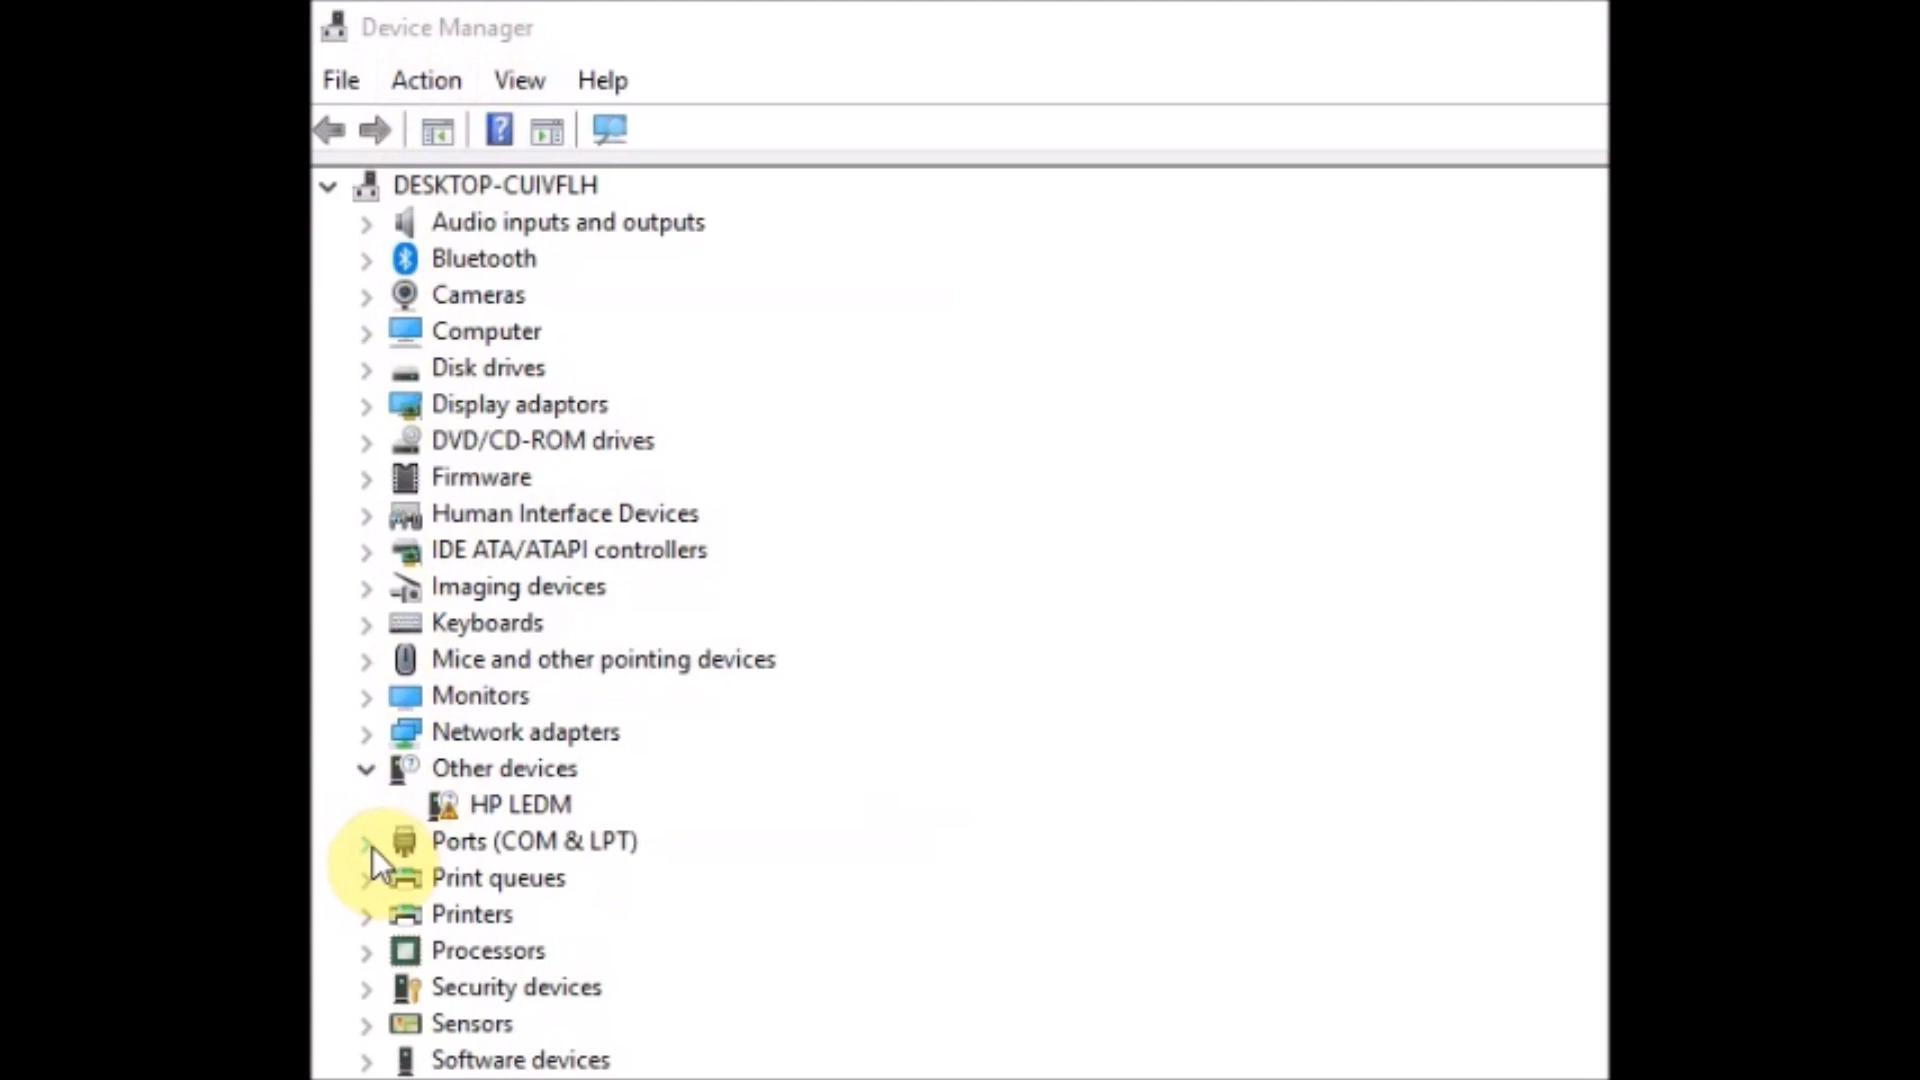 Device Manager
File Action View Help
DESKTOP-CUIVFLH
Audio inputs and outputs
Bluetooth
Cameras
Computer
Disk drives
Display adaptors
DVD/CD-ROM drives
Firmware
Human Interface Devices
IDE ATA/ATAPI controllers
Imaging devices
Keyboards
Mice and other pointing devices
Monitors
Network adapters
Other devices
HP LEDM
Ports (COM & LPT)
Print queues
Printers
Processors
Security devices
Sensors
Software devices